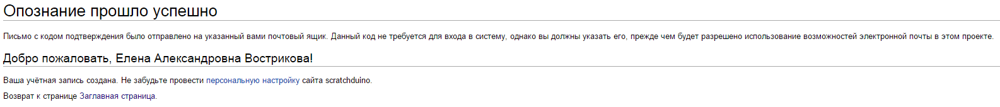 Опознание прошло успешно
Письмо с кодом подтверждения было отправлено на указанный вами почтовый ящик. Данный код не требуется для входа в систему, однако вы должны указать его, прежде чем будет разрешено использование возможностей электронной почты в этом проекте.
Добро пожаловать, Елена Александровна Вострикова!
Ваша учётная запись создана. Не забудьте провести персональную настройку сайта scratchduino.
Возврат к странице Заглавная страница.